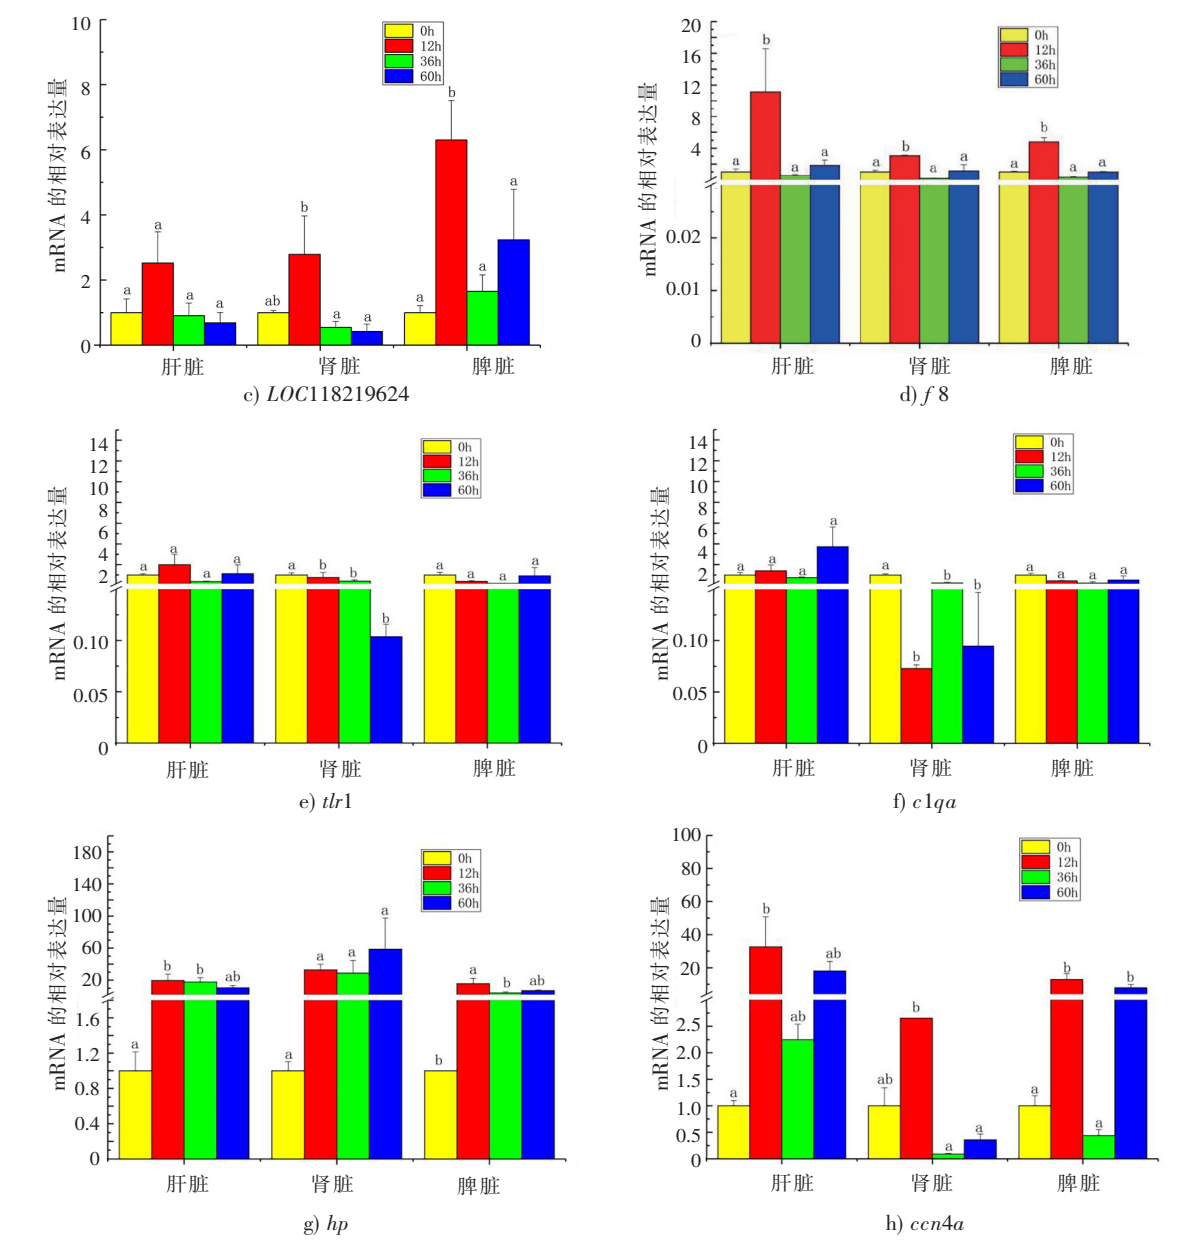 10
8
6
4
2
0
mRNA 的相对表达量
0h
12h
36h
60h
a
a
a
a
ab
b
a
a
a
b
a
a
肝脏
肾脏
脾脏
c) LOC118219624
20
16
12
8
4
0.02
0.01
0
mRNA 的相对表达量
0h
12h
36h
60h
a
b
a
a
a
b
a
a
a
b
a
a
肝脏
肾脏
脾脏
d) f 8
14
12
10
8
6
4
2
0.10
0.05
0
mRNA 的相对表达量
0h
12h
36h
60h
a
a
a
a
a
b
b
b
a
a
a
a
肝脏
肾脏
脾脏
e) tlr1
14
12
10
8
6
4
2
0.10
0.05
0
mRNA 的相对表达量
0h
12h
36h
60h
a
a
a
a
a
b
b
b
a
a
a
a
肝脏
肾脏
脾脏
f) c1qa
180
140
100
60
20
1.6
1.2
0.8
0.4
0
mRNA 的相对表达量
0h
12h
36h
60h
a
b
b
ab
a
a
a
a
b
a
b
ab
肝脏
肾脏
脾脏
g) hp
100
80
60
40
20
2.5
2.0
1.5
1.0
0.5
0
mRNA 的相对表达量
0h
12h
36h
60h
a
b
ab
ab
ab
b
a
a
a
b
a
b
肝脏
肾脏
脾脏
h) ccn4a